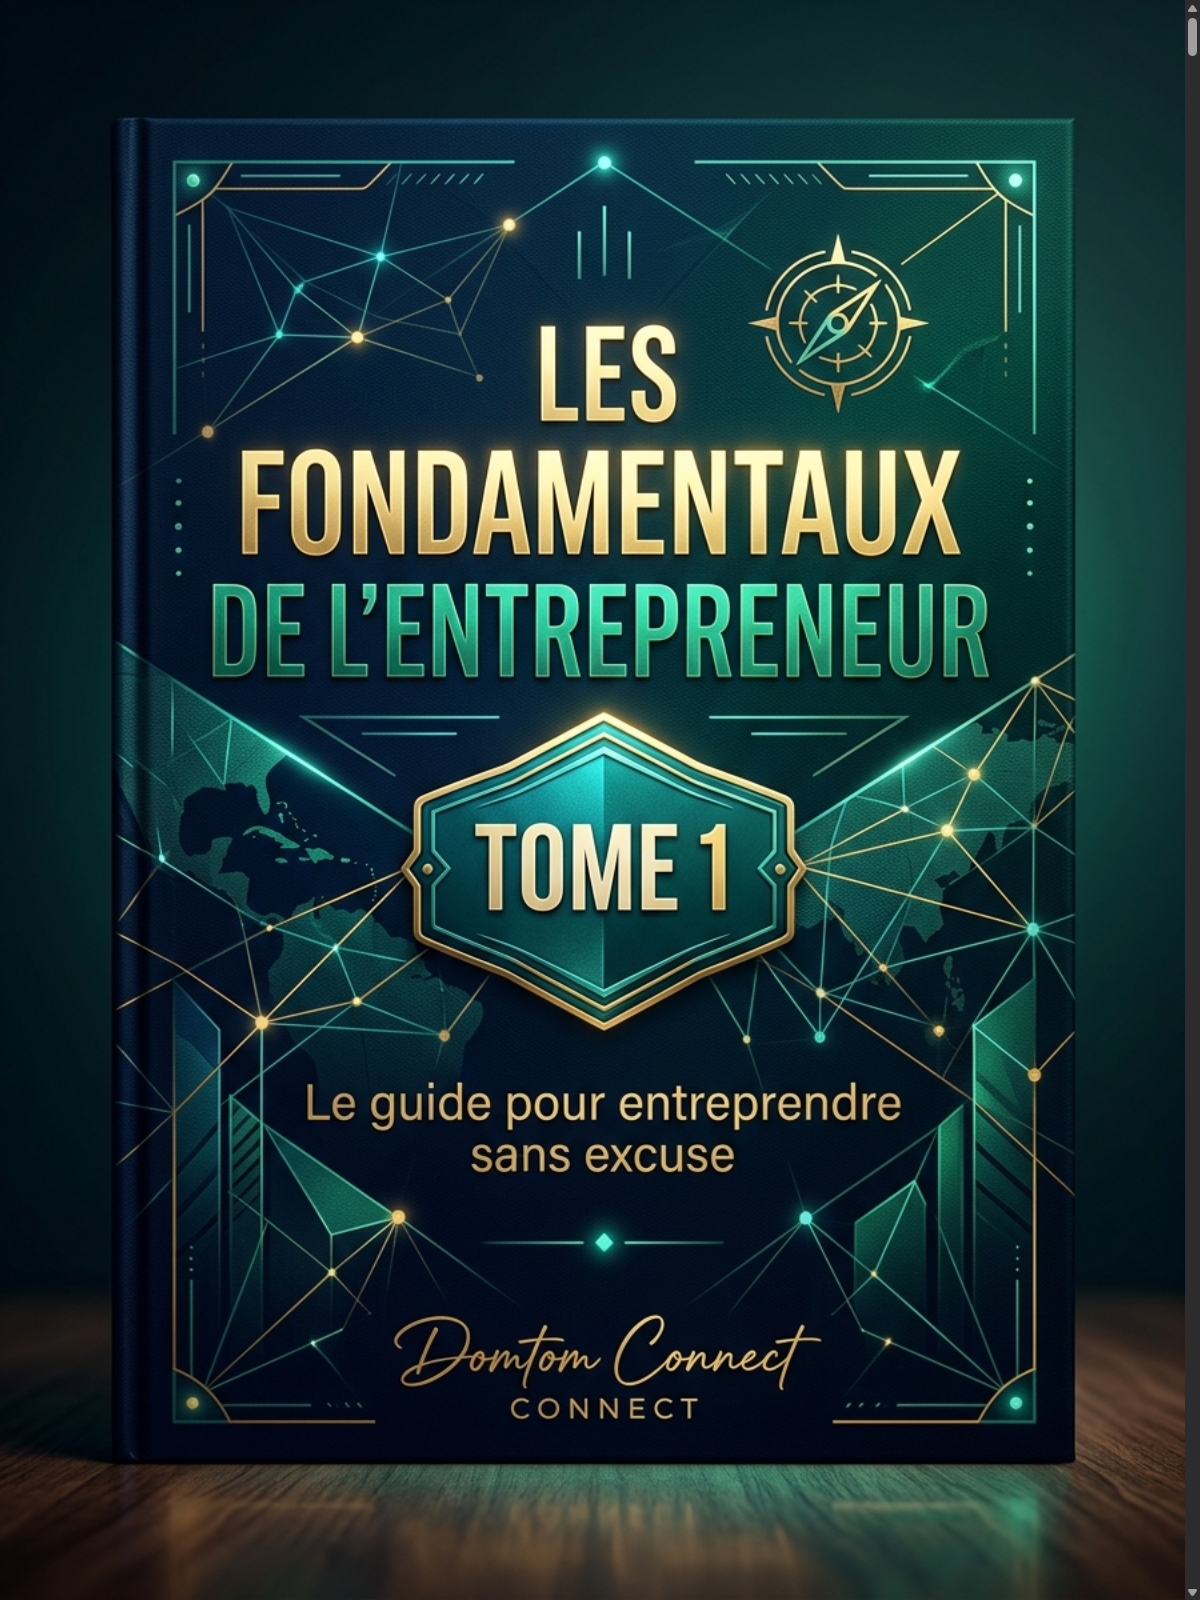 LES
FONDAMENTAUX
DE L’ENTREPRENEUR
TOME 1
Le guide pour entreprendre
sans excuse
Domtom Connect
CONNECT